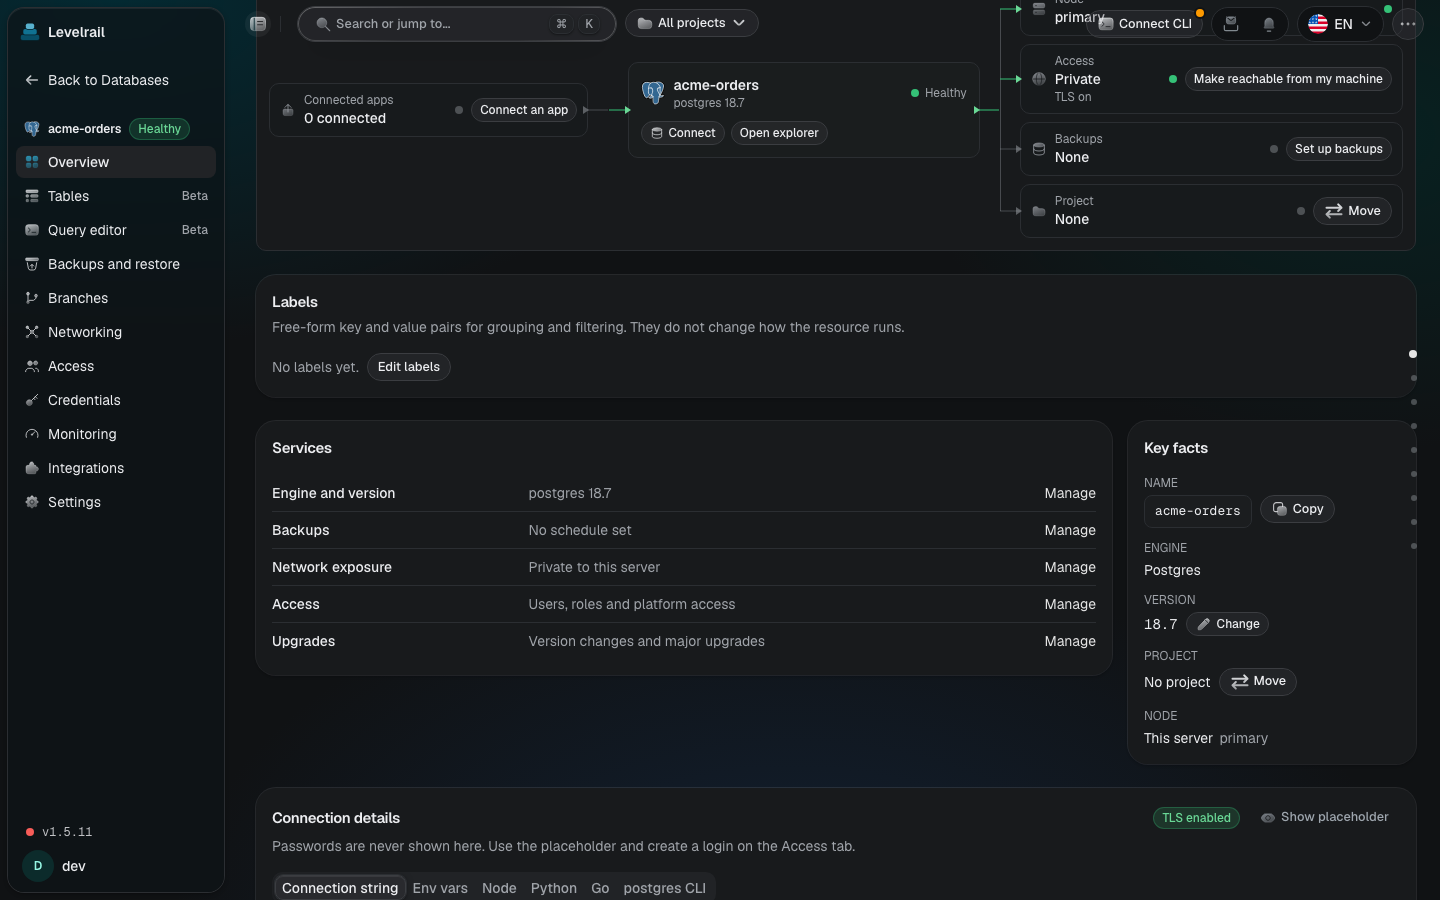 Levelrail
Back to Databases
acme-orders Healthy
Overview
Tables Beta
Query editor Beta
Backups and restore
Branches
Networking
Access
Credentials
Monitoring
Integrations
Settings
v1.5.11
D dev
Search or jump to... ⌘ K
All projects
Connect CLI
EN
Connected apps
0 connected
Connect an app
acme-orders
postgres 18.7
Healthy
Connect
Open explorer
Node
primary
Access
Private
TLS on
Make reachable from my machine
Backups
None
Set up backups
Project
None
Move
Labels
Free-form key and value pairs for grouping and filtering. They do not change how the resource runs.
No labels yet. Edit labels
Services
Engine and version postgres 18.7 Manage
Backups No schedule set Manage
Network exposure Private to this server Manage
Access Users, roles and platform access Manage
Upgrades Version changes and major upgrades Manage
Key facts
NAME
acme-orders Copy
ENGINE
Postgres
VERSION
18.7 Change
PROJECT
No project Move
NODE
This server primary
Connection details
TLS enabled Show placeholder
Passwords are never shown here. Use the placeholder and create a login on the Access tab.
Connection string Env vars Node Python Go postgres CLI